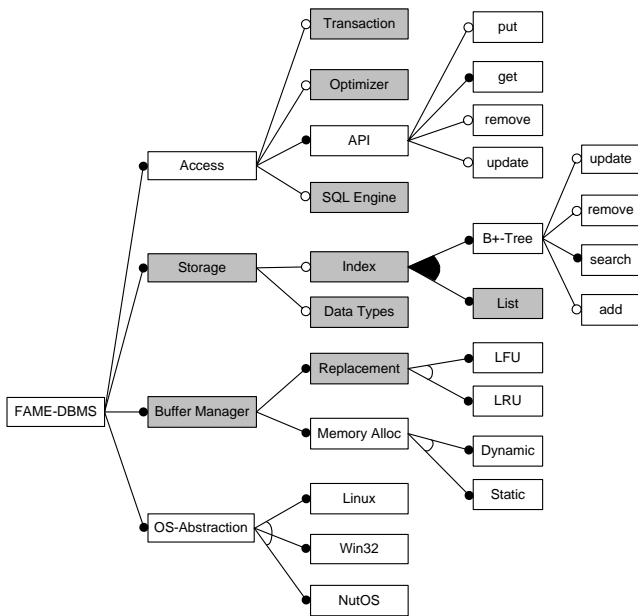 Transaction
put
Optimizer
get
API
remove
Access
update
SQL Engine
update
B+-Tree
remove
Storage
Index
search
Data Types
List
add
Replacement
LFU
LRU
FAME-DBMS
Buffer Manager
Memory Alloc
Dynamic
Static
Linux
OS-Abstraction
Win32
NutOS